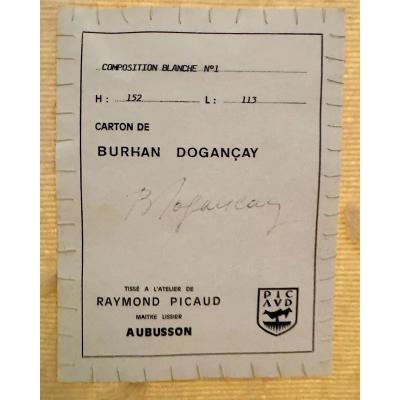 COMPOSITION BLANCHE Nº1
H: 152 L: 113
CARTON DE
BURHAN DOGANÇAY
B Dogançay
TISSÉ A L'ATELIER DE
RAYMOND PICAUD
MAITRE LISSIER
AUBUSSON
PIC
AVD